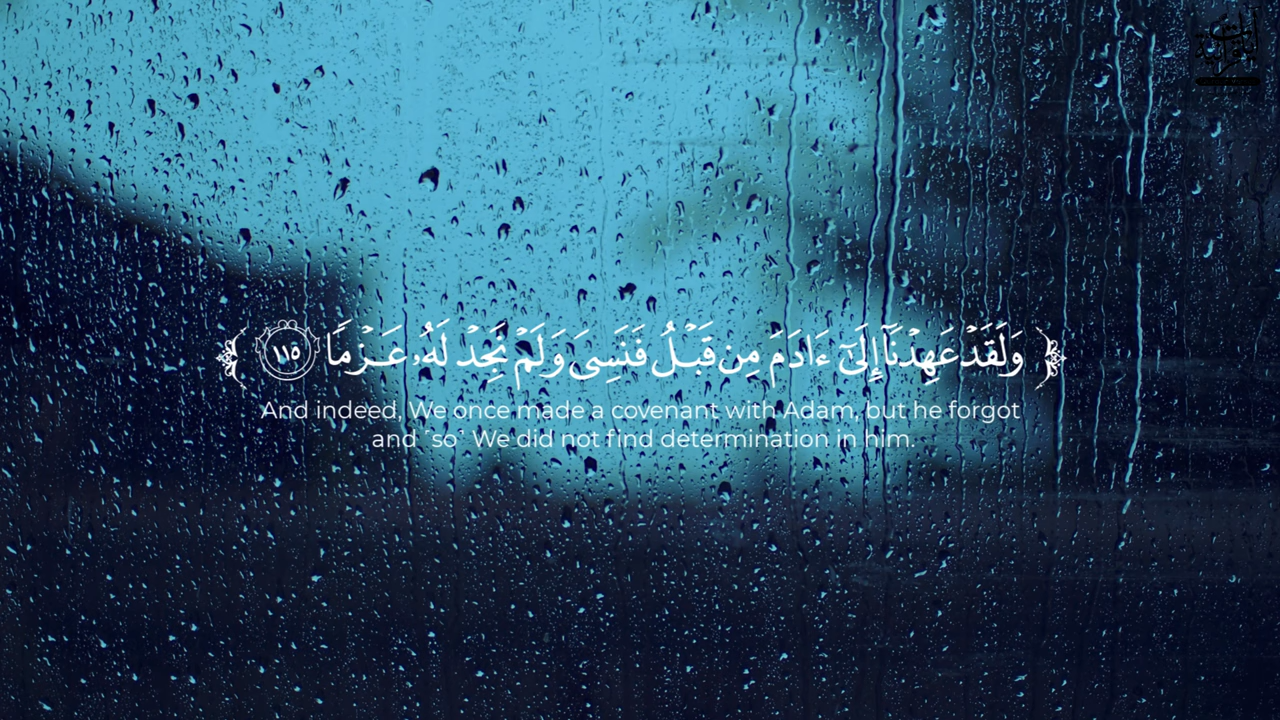 وَلَقَدْ عَهِدْنَآ إِلَىٰٓ ءَادَمَ مِن قَبْلُ فَنَسِىَ وَلَمْ نَجِدْ لَهُۥ عَزْمًا ١١٥
And indeed, We once made a covenant with Adam, but he forgot
and ˹so˺ We did not find determination in him.